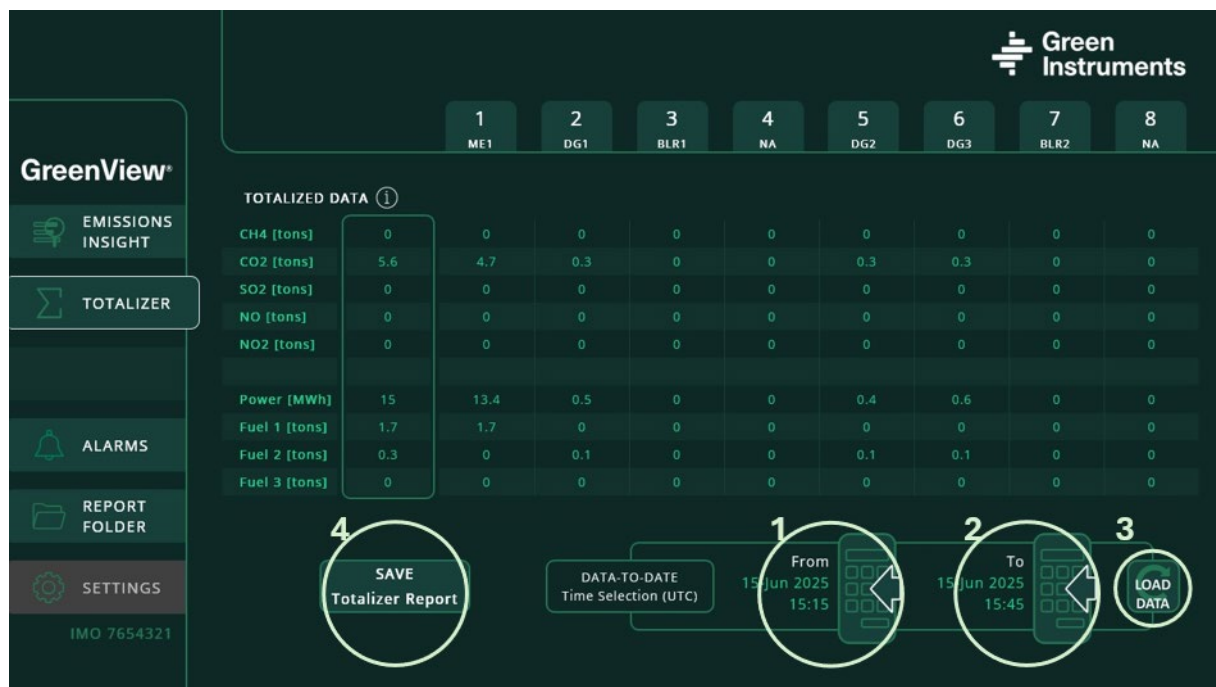 Green
Instruments
1 2 3 4 5 6 7 8
ME1 DG1 BLR1 NA DG2 DG3 BLR2 NA
GreenView®
EMISSIONS
INSIGHT
TOTALIZER
ALARMS
REPORT
FOLDER
SETTINGS
IMO 7654321
TOTALIZED DATA i
CH4 [tons] 0 0 0 0 0 0 0 0 0
CO2 [tons] 5.6 4.7 0.3 0 0 0.3 0.3 0 0
SO2 [tons] 0 0 0 0 0 0 0 0 0
NO [tons] 0 0 0 0 0 0 0 0 0
NO2 [tons] 0 0 0 0 0 0 0 0 0
Power [MWh] 15 13.4 0.5 0 0 0.4 0.6 0 0
Fuel 1 [tons] 1.7 1.7 0 0 0 0 0 0 0
Fuel 2 [tons] 0.3 0 0.1 0 0 0.1 0.1 0 0
Fuel 3 [tons] 0 0 0 0 0 0 0 0 0
4
SAVE
Totalizer Report
DATA-TO-DATE
Time Selection (UTC)
1
From
15 Jun 2025
15:15
2
To
15 Jun 2025
15:45
3
LOAD
DATA